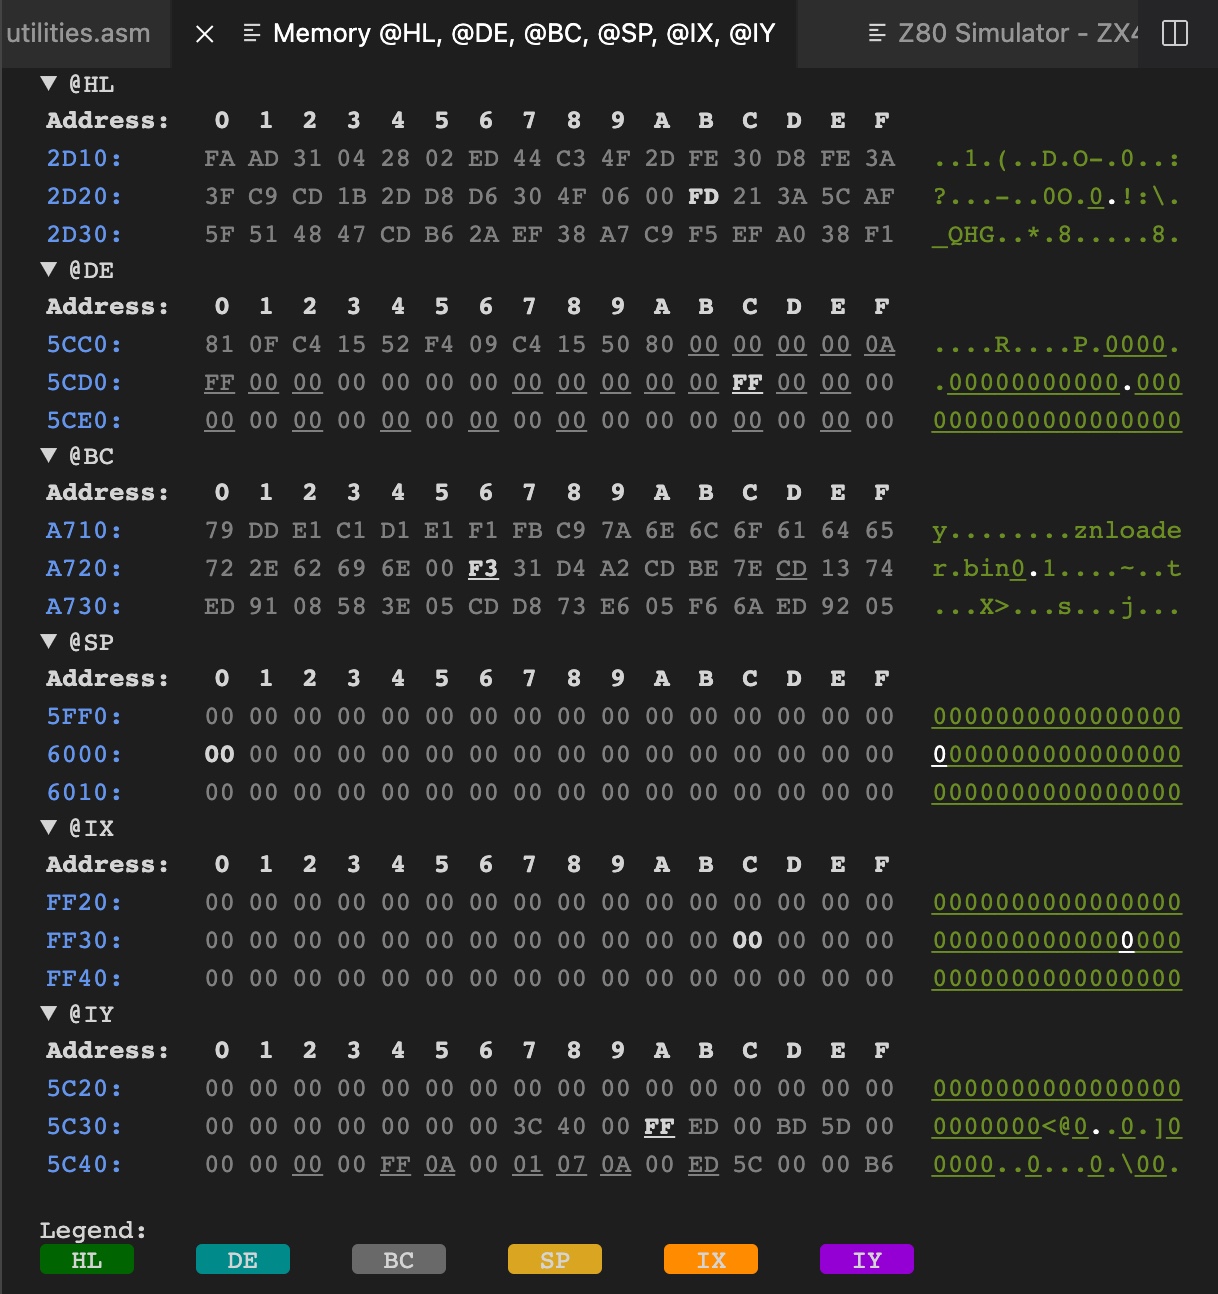 utilities.asm × Memory @HL, @DE, @BC, @SP, @IX, @IY Z80 Simulator - ZX4
▼ @HL
Address: 0 1 2 3 4 5 6 7 8 9 A B C D E F
2D10: FA AD 31 04 28 02 ED 44 C3 4F 2D FE 30 D8 FE 3A ..1.(..D.O-.0..:
2D20: 3F C9 CD 1B 2D D8 D6 30 4F 06 00 FD 21 3A 5C AF ?...-..0O.0.!:\.
2D30: 5F 51 48 47 CD B6 2A EF 38 A7 C9 F5 EF A0 38 F1 _QHG..*.8.....8.
▼ @DE
Address: 0 1 2 3 4 5 6 7 8 9 A B C D E F
5CC0: 81 0F C4 15 52 F4 09 C4 15 50 80 00 00 00 00 0A ....R....P.0000.
5CD0: FF 00 00 00 00 00 00 00 00 00 00 00 FF 00 00 00 .00000000000.000
5CE0: 00 00 00 00 00 00 00 00 00 00 00 00 00 00 00 00 0000000000000000
▼ @BC
Address: 0 1 2 3 4 5 6 7 8 9 A B C D E F
A710: 79 DD E1 C1 D1 E1 F1 FB C9 7A 6E 6C 6F 61 64 65 y........znloade
A720: 72 2E 62 69 6E 00 F3 31 D4 A2 CD BE 7E CD 13 74 r.bin0.1....~..t
A730: ED 91 08 58 3E 05 CD D8 73 E6 05 F6 6A ED 92 05 ...X>...s...j...
▼ @SP
Address: 0 1 2 3 4 5 6 7 8 9 A B C D E F
5FF0: 00 00 00 00 00 00 00 00 00 00 00 00 00 00 00 00 0000000000000000
6000: 00 00 00 00 00 00 00 00 00 00 00 00 00 00 00 00 0000000000000000
6010: 00 00 00 00 00 00 00 00 00 00 00 00 00 00 00 00 0000000000000000
▼ @IX
Address: 0 1 2 3 4 5 6 7 8 9 A B C D E F
FF20: 00 00 00 00 00 00 00 00 00 00 00 00 00 00 00 00 0000000000000000
FF30: 00 00 00 00 00 00 00 00 00 00 00 00 00 00 00 00 0000000000000000
FF40: 00 00 00 00 00 00 00 00 00 00 00 00 00 00 00 00 0000000000000000
▼ @IY
Address: 0 1 2 3 4 5 6 7 8 9 A B C D E F
5C20: 00 00 00 00 00 00 00 00 00 00 00 00 00 00 00 00 0000000000000000
5C30: 00 00 00 00 00 00 00 3C 40 00 FF ED 00 BD 5D 00 0000000<@0..0.]0
5C40: 00 00 00 00 FF 0A 00 01 07 0A 00 ED 5C 00 00 B6 0000..0...0.\00.
Legend:
HL DE BC SP IX IY